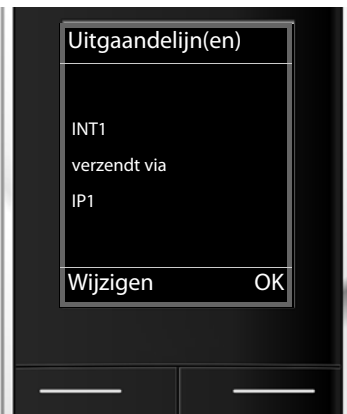 Uitgaandelijn(en)
INT1
verzendt via
IP1
Wijzigen OK